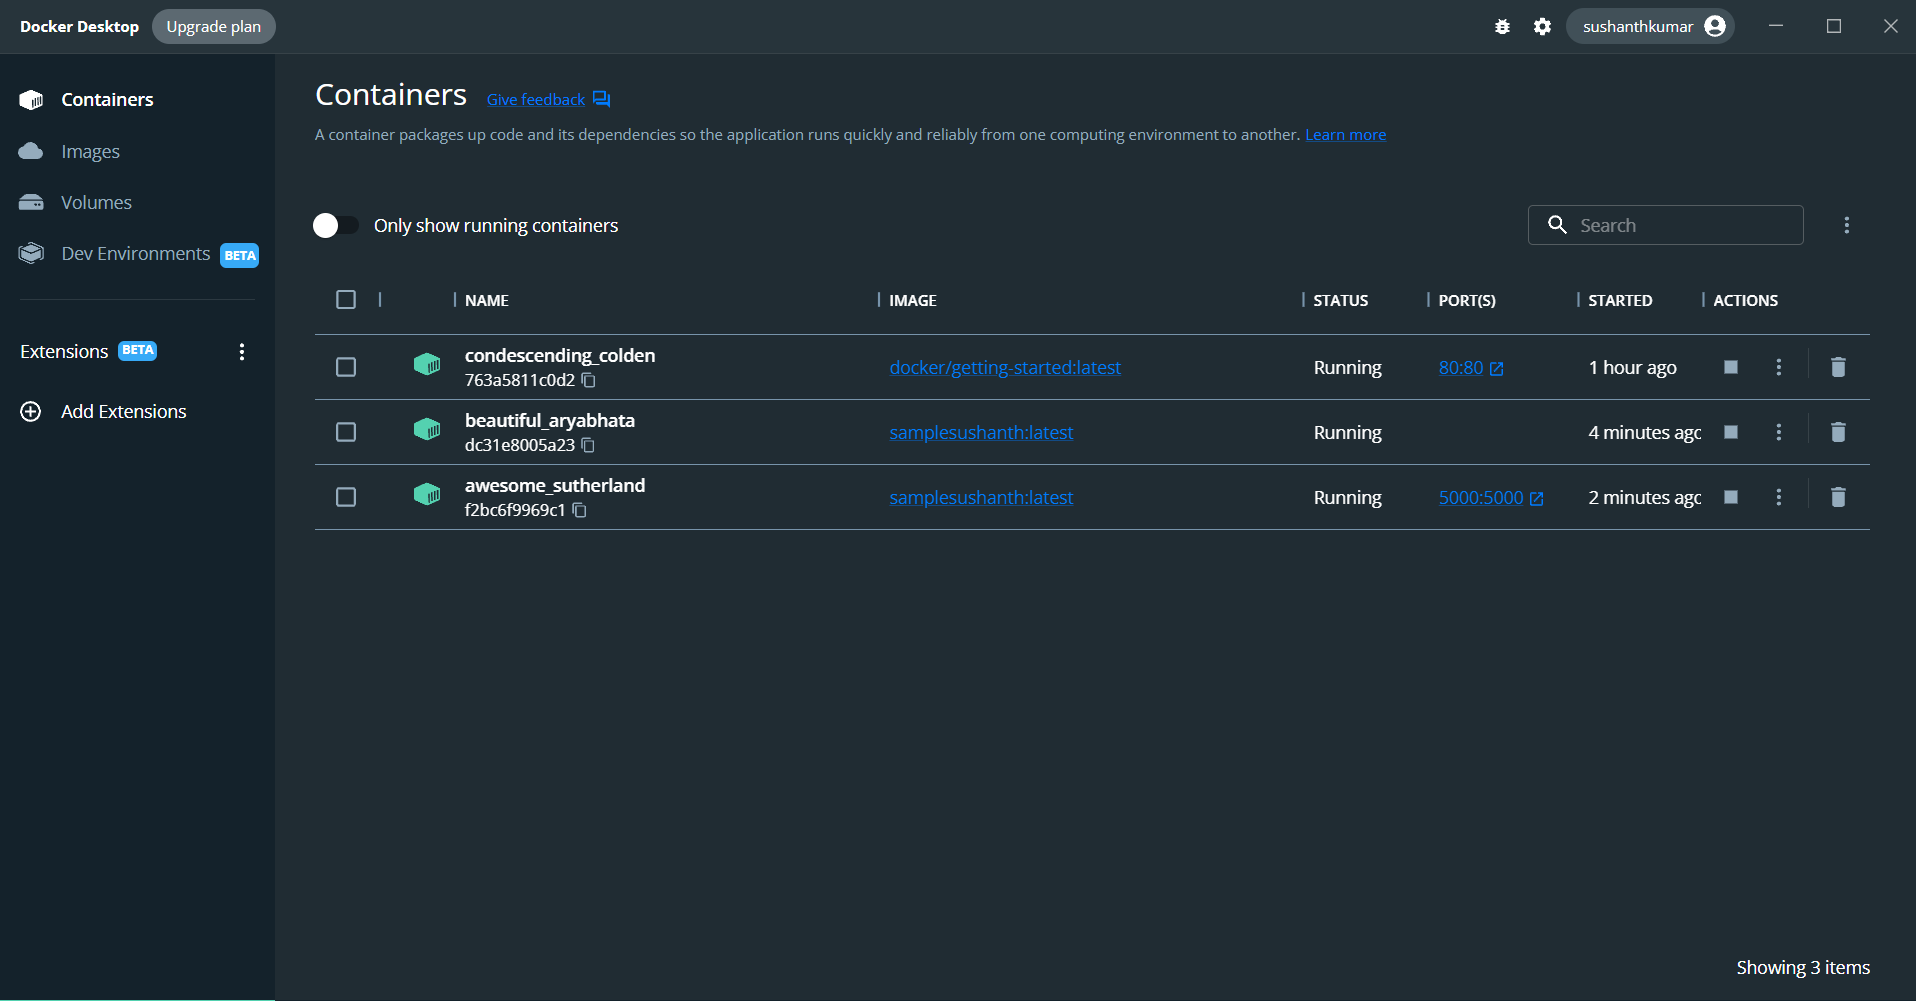 Docker Desktop Upgrade plan sushanthkumar
Containers
Images
Volumes
Dev Environments BETA
Extensions BETA
Add Extensions
Containers Give feedback
A container packages up code and its dependencies so the application runs quickly and reliably from one computing environment to another. Learn more
Only show running containers Search
NAME IMAGE STATUS PORT(S) STARTED ACTIONS
condescending_colden docker/getting-started:latest Running 80:80 1 hour ago
763a5811c0d2
beautiful_aryabhata samplesushanth:latest Running 4 minutes agc
dc31e8005a23
awesome_sutherland samplesushanth:latest Running 5000:5000 2 minutes agc
f2bc6f9969c1
Showing 3 items